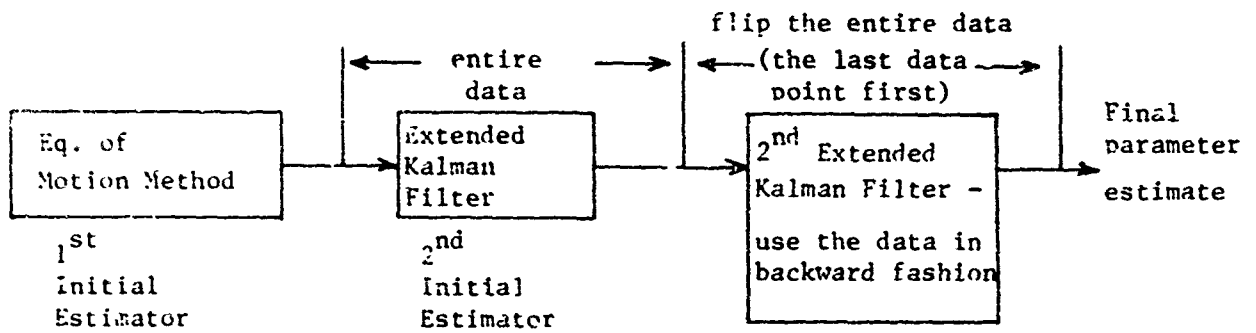 flip the entire data
entire
data
(the last data
point first)
Eq. of
Motion Method
Extended
Kalman
Filter
2nd Extended
Kalman Filter -
use the data in
backward fashion
Final
parameter
estimate
1st
Initial
Estimator
2nd
Initial
Estimator